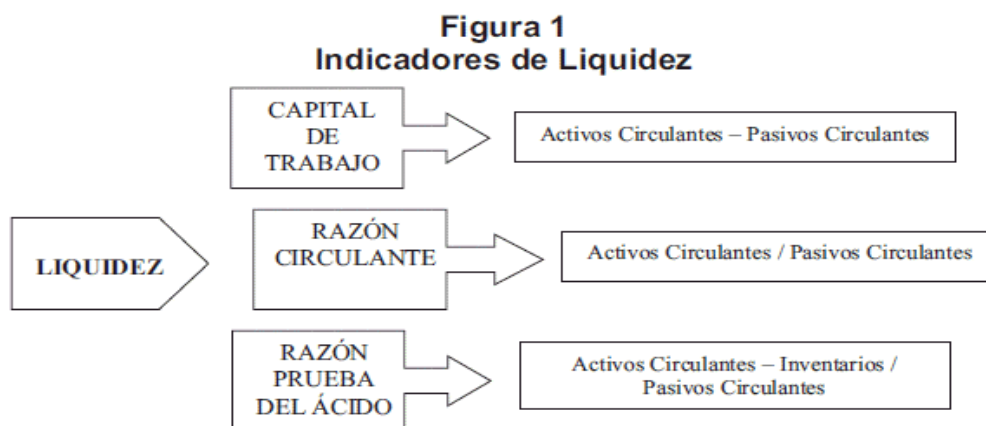 Figura 1
Indicadores de Liquidez
CAPITAL
DE
TRABAJO
Activos Circulantes – Pasivos Circulantes
LIQUIDEZ
RAZÓN
CIRCULANTE
Activos Circulantes / Pasivos Circulantes
RAZÓN
PRUEBA
DEL ÁCIDO
Activos Circulantes – Inventarios /
Pasivos Circulantes